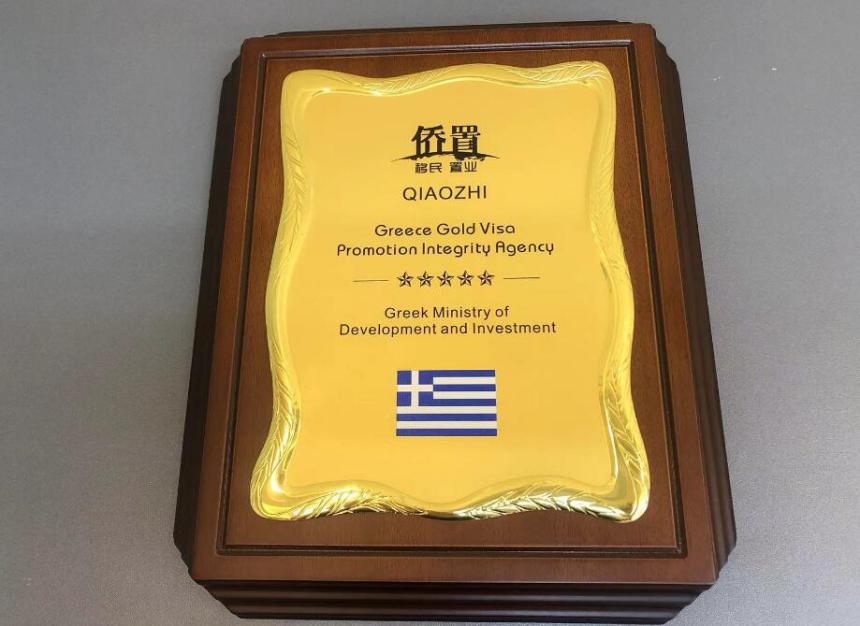 侨置
移民 置业
QIAOZHI
Greece Gold Visa
Promotion Integrity Agency
Greek Ministry of
Development and Investment